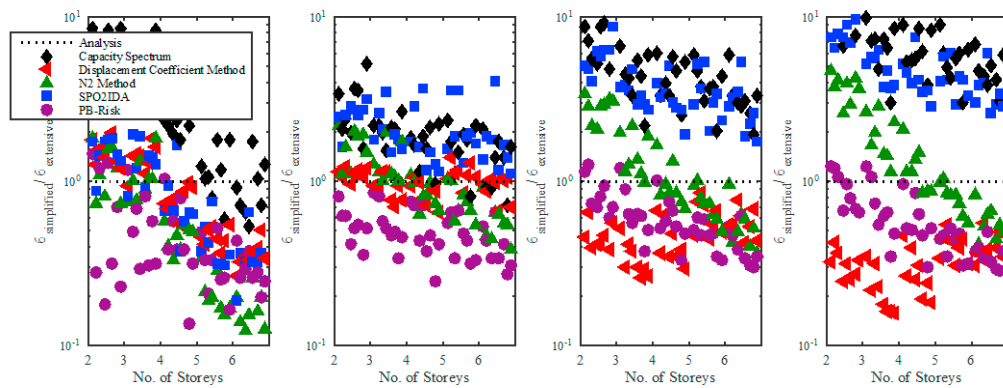 10^1
10^0
10^-1
δ simplified / δ extensive
2 3 4 5 6
No. of Storeys
Analysis
Capacity Spectrum
Displacement Coefficient Method
N2 Method
SPO2IDA
PB-Risk
10^1
10^0
10^-1
δ simplified / δ extensive
2 3 4 5 6
No. of Storeys
10^1
10^0
10^-1
δ simplified / δ extensive
2 3 4 5 6
No. of Storeys
10^1
10^0
10^-1
δ simplified / δ extensive
2 3 4 5 6
No. of Storeys